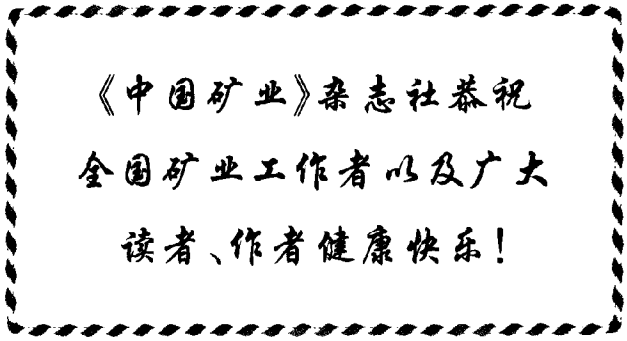 《中国矿业》杂志社恭祝
全国矿业工作者以及广大
读者、作者健康快乐！